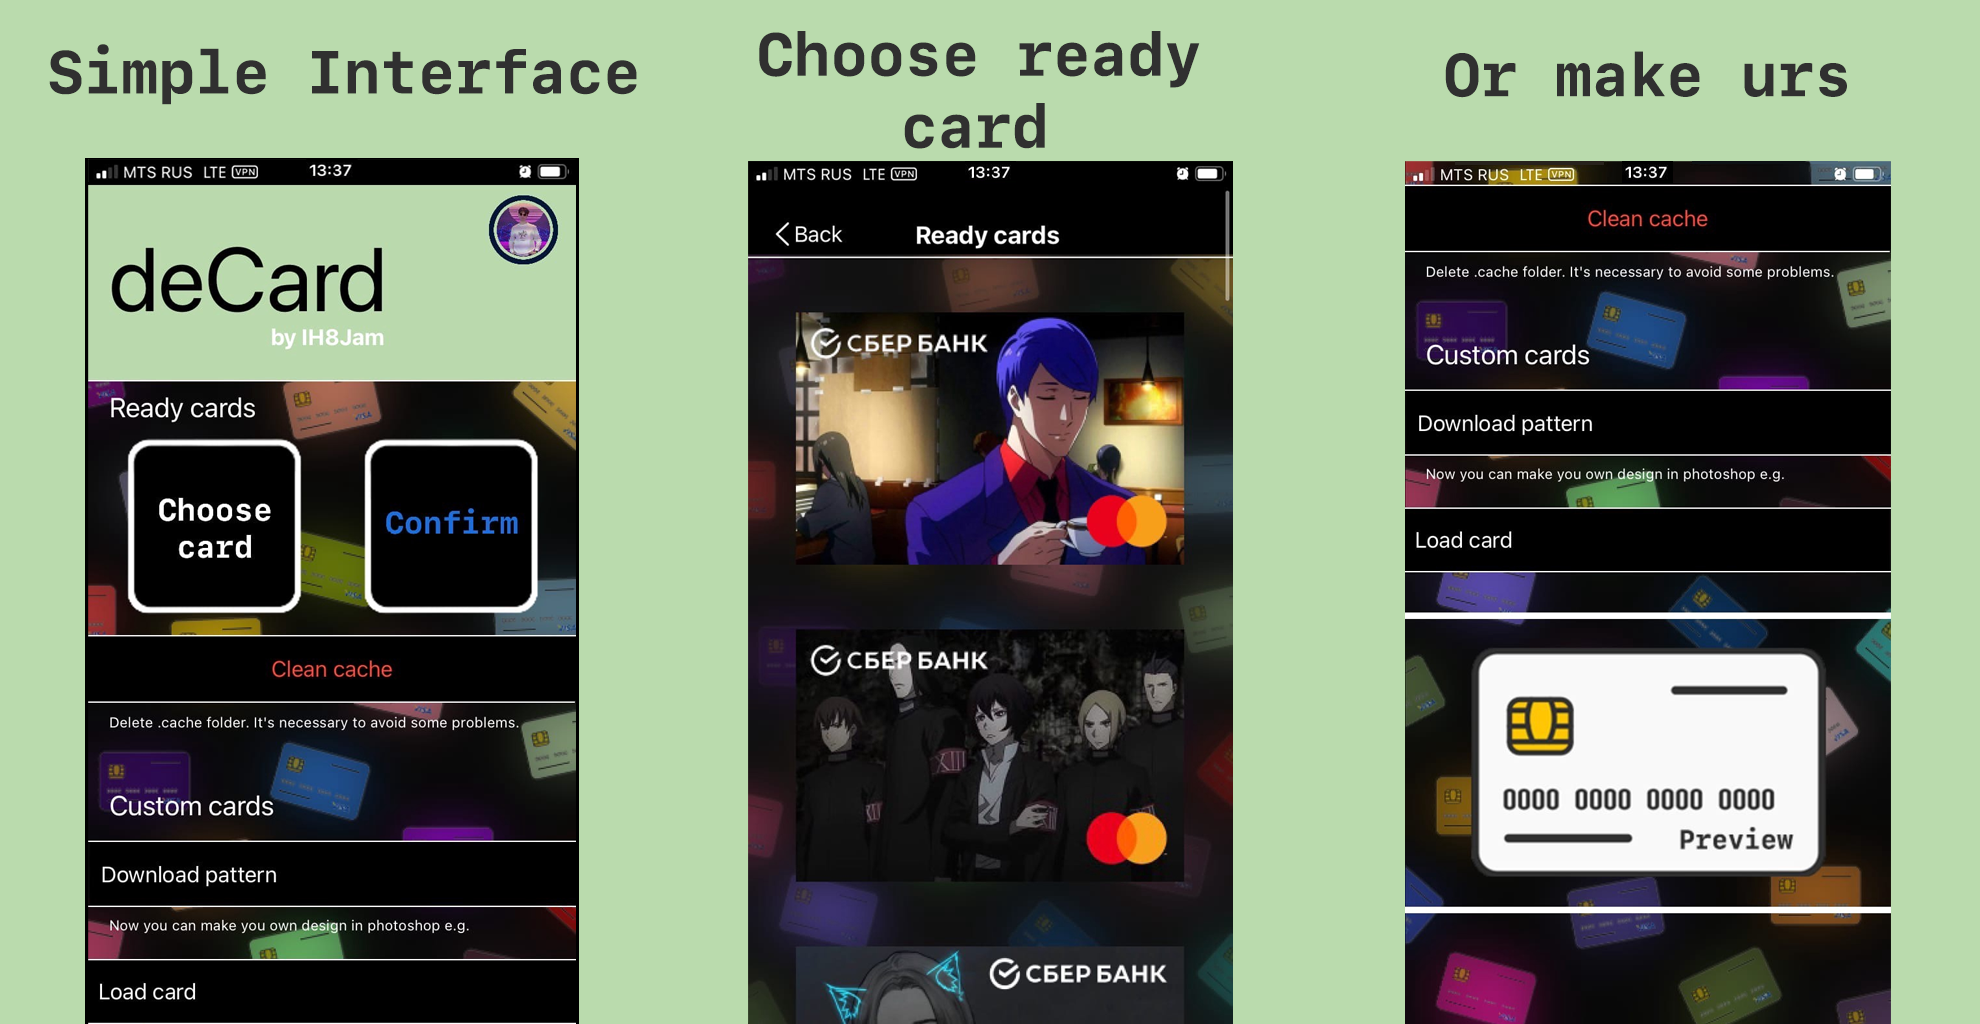 Simple Interface
MTS RUS LTE VPN 13:37
deCard
by IH8Jam
Ready cards
Choose
card
Confirm
Clean cache
Delete .cache folder. It's necessary to avoid some problems.
Custom cards
Download pattern
Now you can make you own design in photoshop e.g.
Load card
Choose ready
card
MTS RUS LTE VPN 13:37
Back Ready cards
СБЕР БАНК
СБЕР БАНК
XIII
СБЕР БАНК
Or make urs
MTS RUS LTE VPN 13:37
Clean cache
Delete .cache folder. It's necessary to avoid some problems.
Custom cards
Download pattern
Now you can make you own design in photoshop e.g.
Load card
0000 0000 0000 0000
Preview